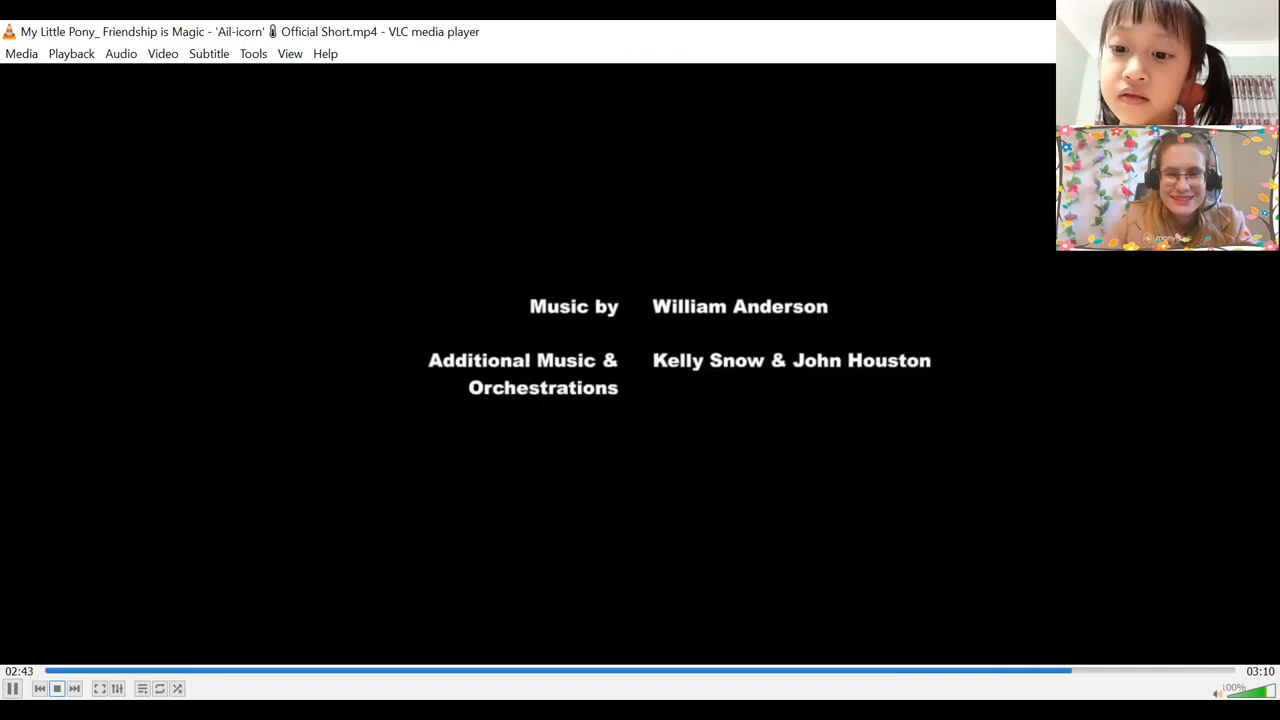 My Little Pony_ Friendship is Magic - 'Ail-icorn' 🌡 Official Short.mp4 - VLC media player
Media Playback Audio Video Subtitle Tools View Help
Music by William Anderson
Additional Music & Kelly Snow & John Houston
Orchestrations
02:43 03:10
100%